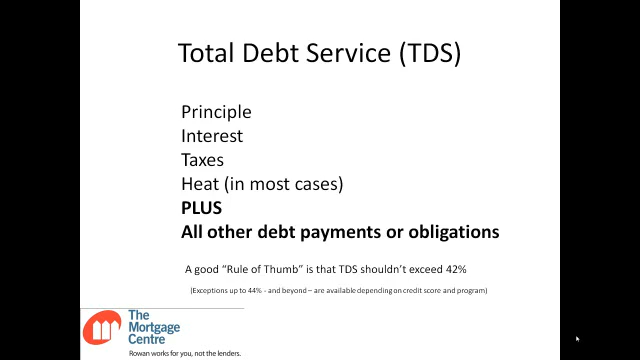 Total Debt Service (TDS)
Principle
Interest
Taxes
Heat (in most cases)
PLUS
All other debt payments or obligations
A good “Rule of Thumb” is that TDS shouldn’t exceed 42%
(Exceptions up to 44% - and beyond – are available depending on credit score and program)
The
Mortgage
Centre
Rowan works for you, not the lenders.